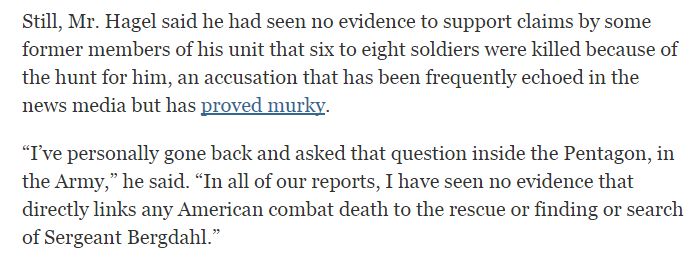 Still, Mr. Hagel said he had seen no evidence to support claims by some
former members of his unit that six to eight soldiers were killed because of
the hunt for him, an accusation that has been frequently echoed in the
news media but has proved murky.
“I’ve personally gone back and asked that question inside the Pentagon, in
the Army,” he said. “In all of our reports, I have seen no evidence that
directly links any American combat death to the rescue or finding or search
of Sergeant Bergdahl.”